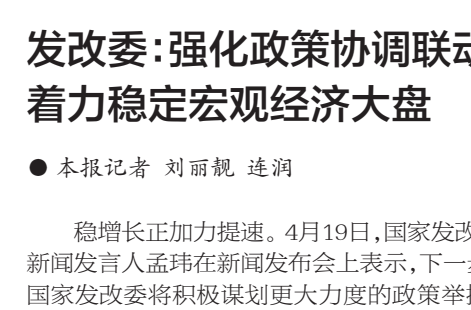 发改委:强化政策协调联动
着力稳定宏观经济大盘
● 本报记者 刘丽靓 连润
稳增长正加力提速。4月19日,国家发改
新闻发言人孟玮在新闻发布会上表示,下一步
国家发改委将积极谋划更大力度的政策举措